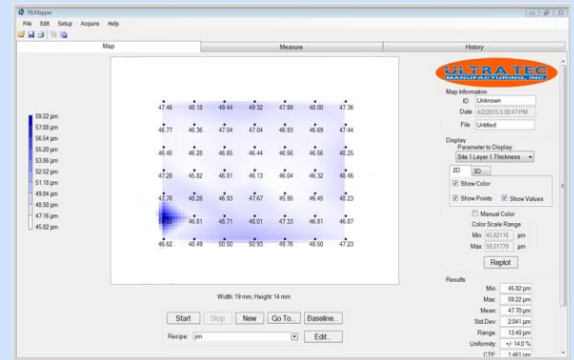 FILMapper
File Edit Setup Acquire Help
Map Measure History
ULTRA TEC
MANUFACTURING, INC.
Map Information
ID Unknown
Date 4/2/2015 5:00:47 PM
File Untitled
Display
Parameter to Display:
Site 1 Layer 1 Thickness
2D 3D
Show Color
Show Points Show Values
Manual Color
Color Scale Range
Min 45.82116 µm
Max 59.21779 µm
Replot
Results
Min: 45.82 µm
Max: 59.22 µm
Mean: 47.70 µm
Std.Dev: 2.041 µm
Range: 13.40 µm
Uniformity: +/- 14.0 %
CTE: 1.461 µm
59.22 µm
57.88 µm
56.54 µm
55.20 µm
53.86 µm
52.52 µm
51.18 µm
49.84 µm
48.50 µm
47.16 µm
45.82 µm
47.46 48.18 49.44 49.32 47.99 48.00 47.36
46.77 46.36 47.04 47.04 46.93 46.69 47.44
46.45 46.28 46.65 46.44 46.56 46.56 48.25
47.28 45.82 46.81 46.13 46.04 46.32 48.46
47.78 46.28 46.93 47.67 45.95 46.45 48.23
46.81 48.71 48.01 47.33 46.81 46.87
46.62 48.49 50.50 50.93 49.76 48.50 47.23
Width: 19 mm, Height: 14 mm
Start Stop New Go To... Baseline...
Recipe: jim Edit...